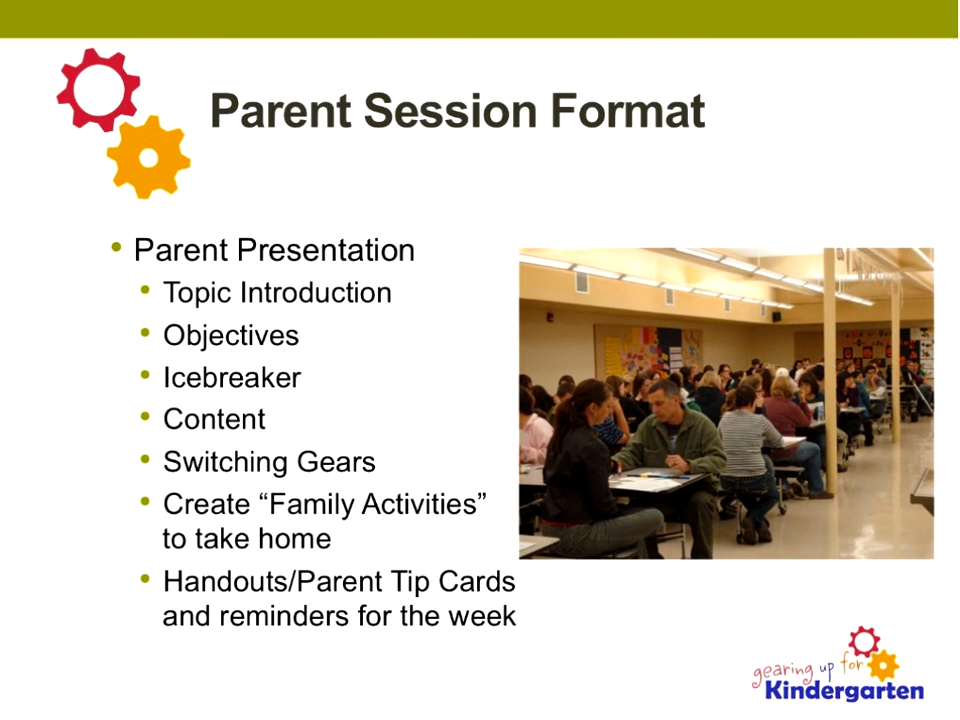 Parent Session Format
• Parent Presentation
• Topic Introduction
• Objectives
• Icebreaker
• Content
• Switching Gears
• Create “Family Activities”
to take home
• Handouts/Parent Tip Cards
and reminders for the week
gearing up for
Kindergarten